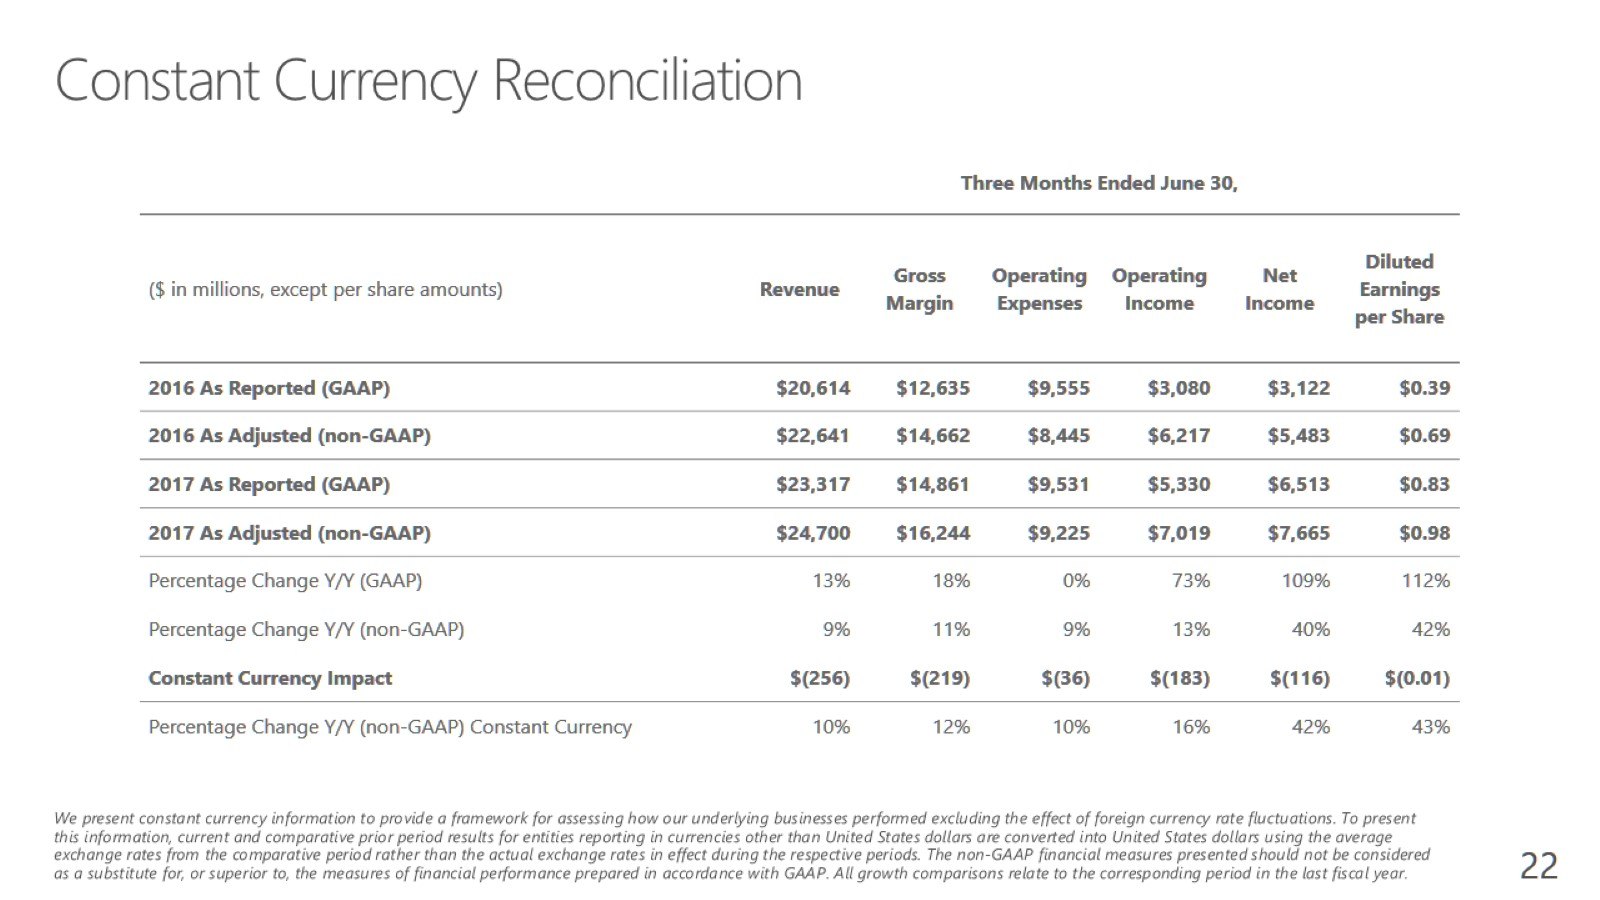 Constant Currency Reconciliation
Three Months Ended June 30,
($ in millions, except per share amounts) Revenue Gross Margin Operating Expenses Operating Income Net Income Diluted Earnings per Share
2016 As Reported (GAAP) $20,614 $12,635 $9,555 $3,080 $3,122 $0.39
2016 As Adjusted (non-GAAP) $22,641 $14,662 $8,445 $6,217 $5,483 $0.69
2017 As Reported (GAAP) $23,317 $14,861 $9,531 $5,330 $6,513 $0.83
2017 As Adjusted (non-GAAP) $24,700 $16,244 $9,225 $7,019 $7,665 $0.98
Percentage Change Y/Y (GAAP) 13% 18% 0% 73% 109% 112%
Percentage Change Y/Y (non-GAAP) 9% 11% 9% 13% 40% 42%
Constant Currency Impact $(256) $(219) $(36) $(183) $(116) $(0.01)
Percentage Change Y/Y (non-GAAP) Constant Currency 10% 12% 10% 16% 42% 43%
We present constant currency information to provide a framework for assessing how our underlying businesses performed excluding the effect of foreign currency rate fluctuations. To present
this information, current and comparative prior period results for entities reporting in currencies other than United States dollars are converted into United States dollars using the average
exchange rates from the comparative period rather than the actual exchange rates in effect during the respective periods. The non-GAAP financial measures presented should not be considered
as a substitute for, or superior to, the measures of financial performance prepared in accordance with GAAP. All growth comparisons relate to the corresponding period in the last fiscal year.
22